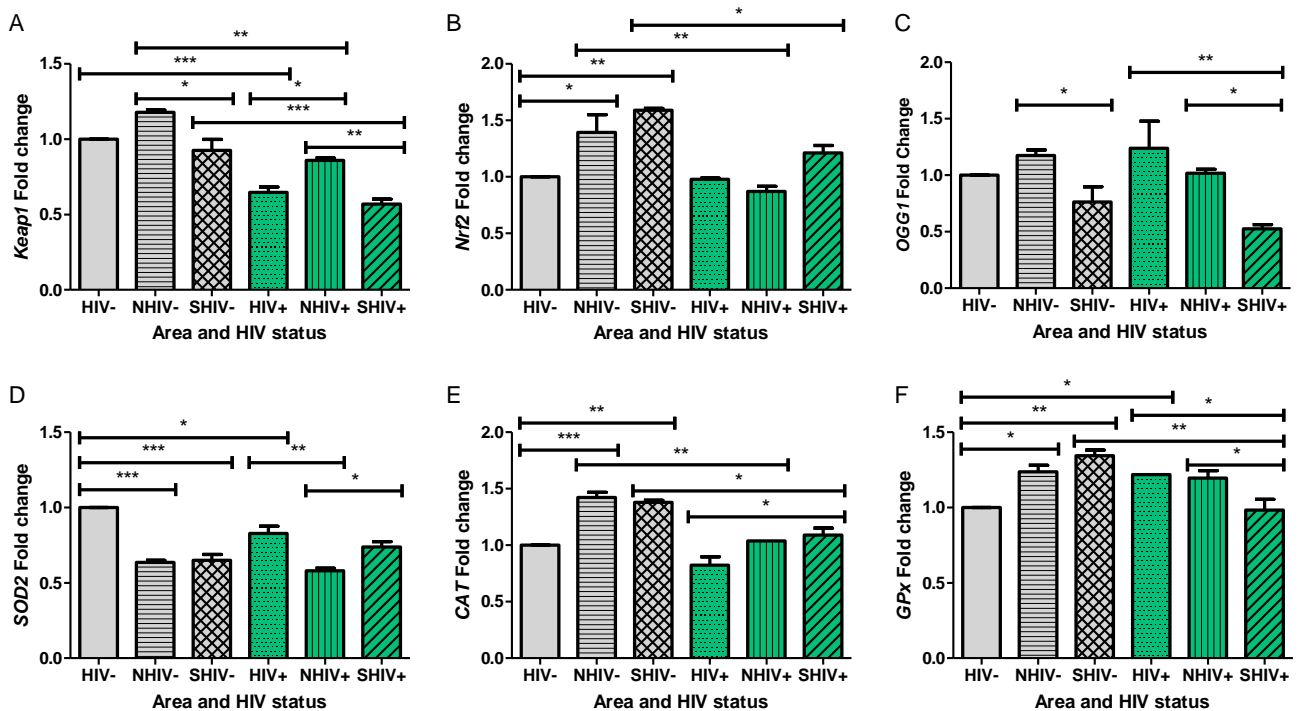 A
Keap1 Fold change
1.5
1.0
0.5
0.0
**
***
*
*
***
**
HIV- NHIV- SHIV- HIV+ NHIV+ SHIV+
Area and HIV status
B
Nrf2 Fold change
2.0
1.5
1.0
0.5
0.0
*
**
**
*
HIV- NHIV- SHIV- HIV+ NHIV+ SHIV+
Area and HIV status
C
OGG1 Fold Change
2.0
1.5
1.0
0.5
0.0
**
*
*
HIV- NHIV- SHIV- HIV+ NHIV+ SHIV+
Area and HIV status
D
SOD2 Fold change
1.5
1.0
0.5
0.0
*
***
**
***
*
HIV- NHIV- SHIV- HIV+ NHIV+ SHIV+
Area and HIV status
E
CAT Fold change
2.0
1.5
1.0
0.5
0.0
**
***
**
*
*
HIV- NHIV- SHIV- HIV+ NHIV+ SHIV+
Area and HIV status
F
GPx Fold change
1.5
1.0
0.5
0.0
*
**
*
*
**
*
HIV- NHIV- SHIV- HIV+ NHIV+ SHIV+
Area and HIV status